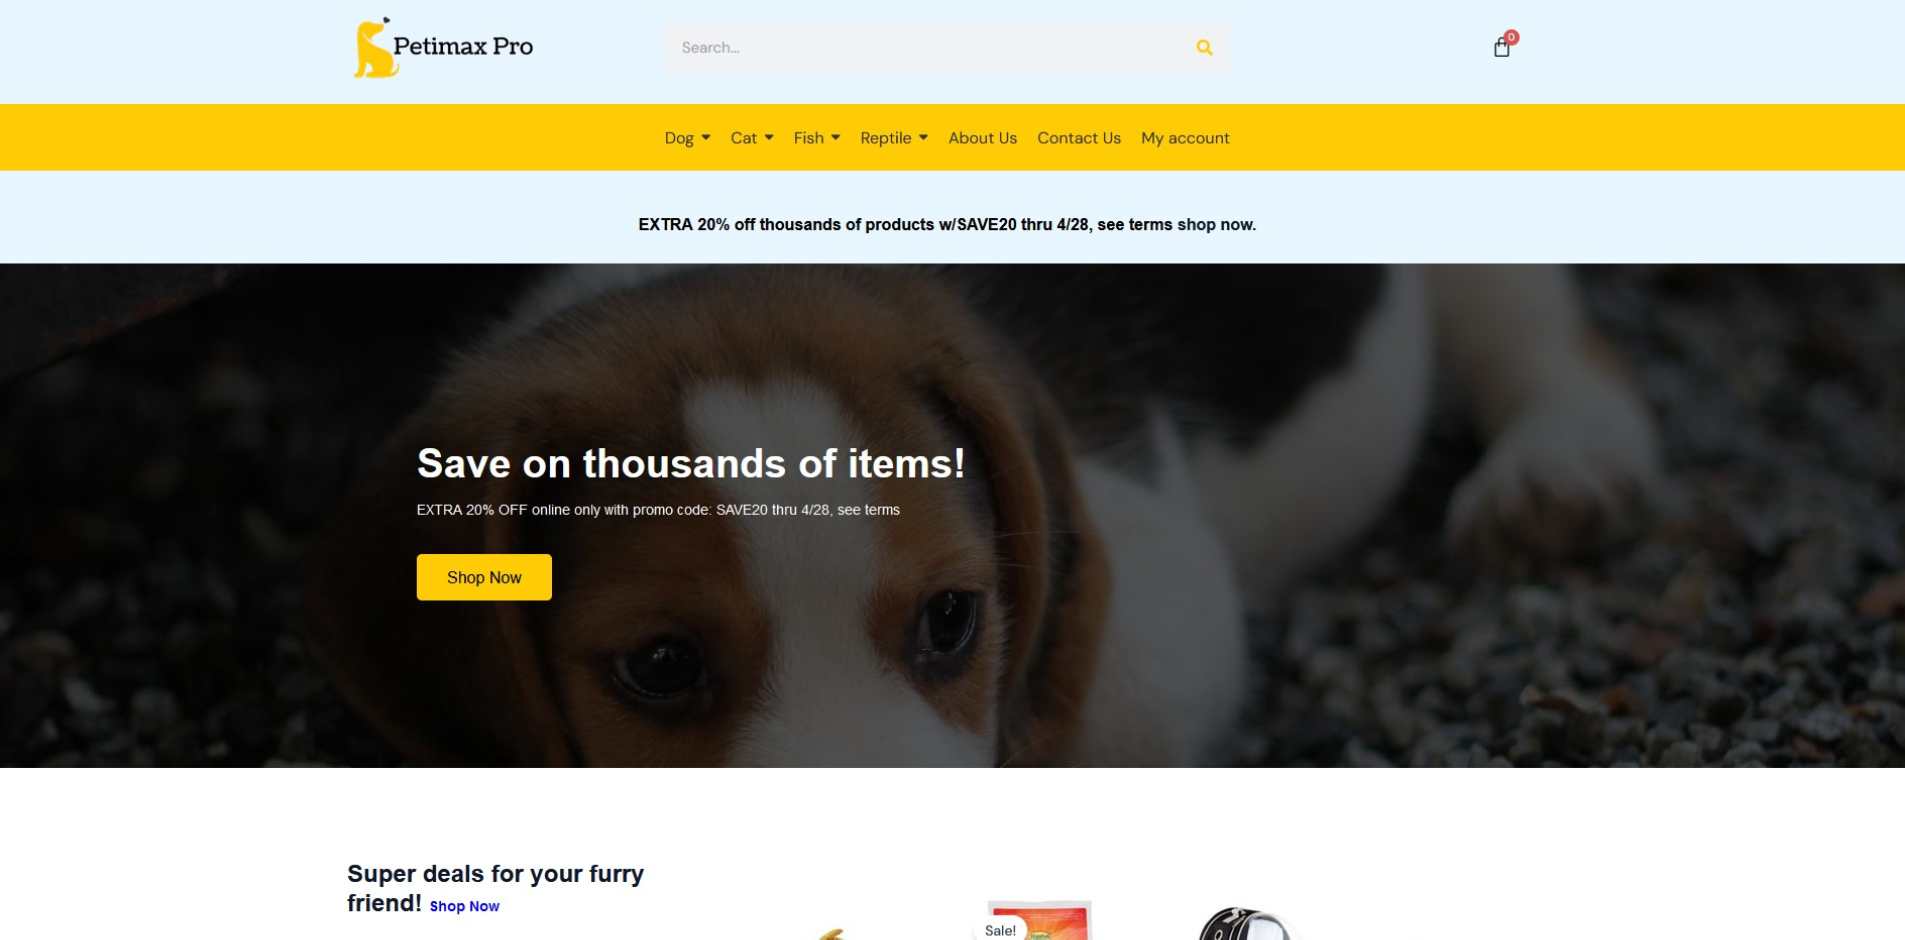 Petimax Pro
Search...
0
Dog Cat Fish Reptile About Us Contact Us My account
EXTRA 20% off thousands of products w/SAVE20 thru 4/28, see terms shop now.
Save on thousands of items!
EXTRA 20% OFF online only with promo code: SAVE20 thru 4/28, see terms
Shop Now
Super deals for your furry
friend! Shop Now
Sale!